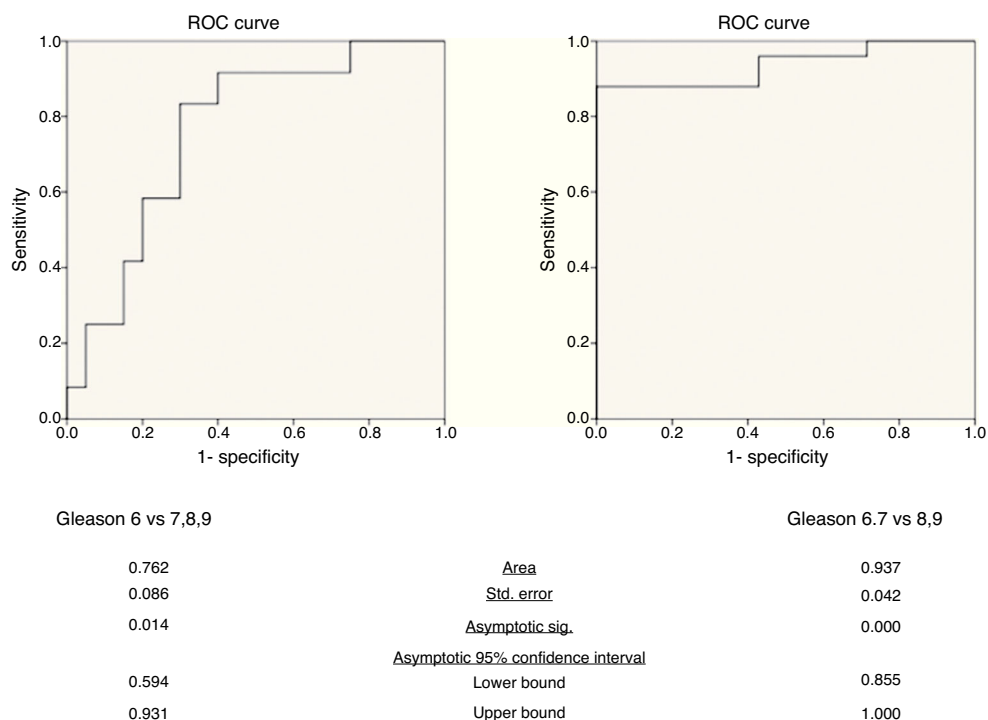 ROC curve
1.0
0.8
0.6
0.4
0.2
0.0
Sensitivity
0.0 0.2 0.4 0.6 0.8 1.0
1- specificity
ROC curve
1.0
0.8
0.6
0.4
0.2
0.0
Sensitivity
0.0 0.2 0.4 0.6 0.8 1.0
1- specificity
Gleason 6 vs 7,8,9 Gleason 6.7 vs 8,9
0.762 Area 0.937
0.086 Std. error 0.042
0.014 Asymptotic sig. 0.000
Asymptotic 95% confidence interval
0.594 Lower bound 0.855
0.931 Upper bound 1.000